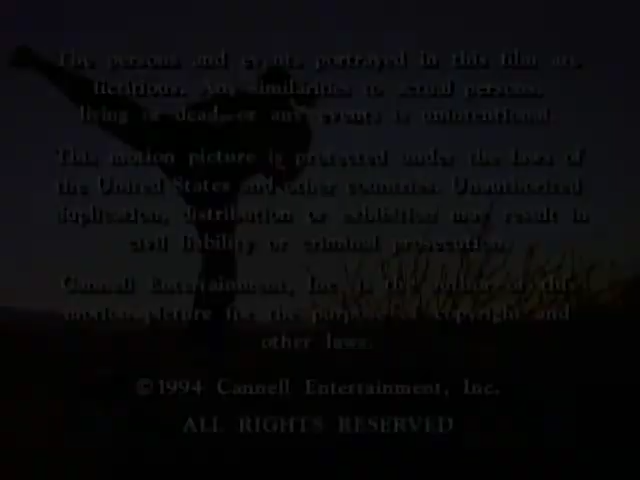 The persons and events portrayed in this film are
fictitious. Any similarities to actual persons,
living or dead, or any events is unintentional.
This motion picture is protected under the laws of
the United States and other countries. Unauthorized
duplication, distribution or exhibition may result in
civil liability or criminal prosecution.
Cannell Entertainment, Inc. is the author of this
motion picture for the purpose of copyright and
other laws.
©1994 Cannell Entertainment, Inc.
ALL RIGHTS RESERVED